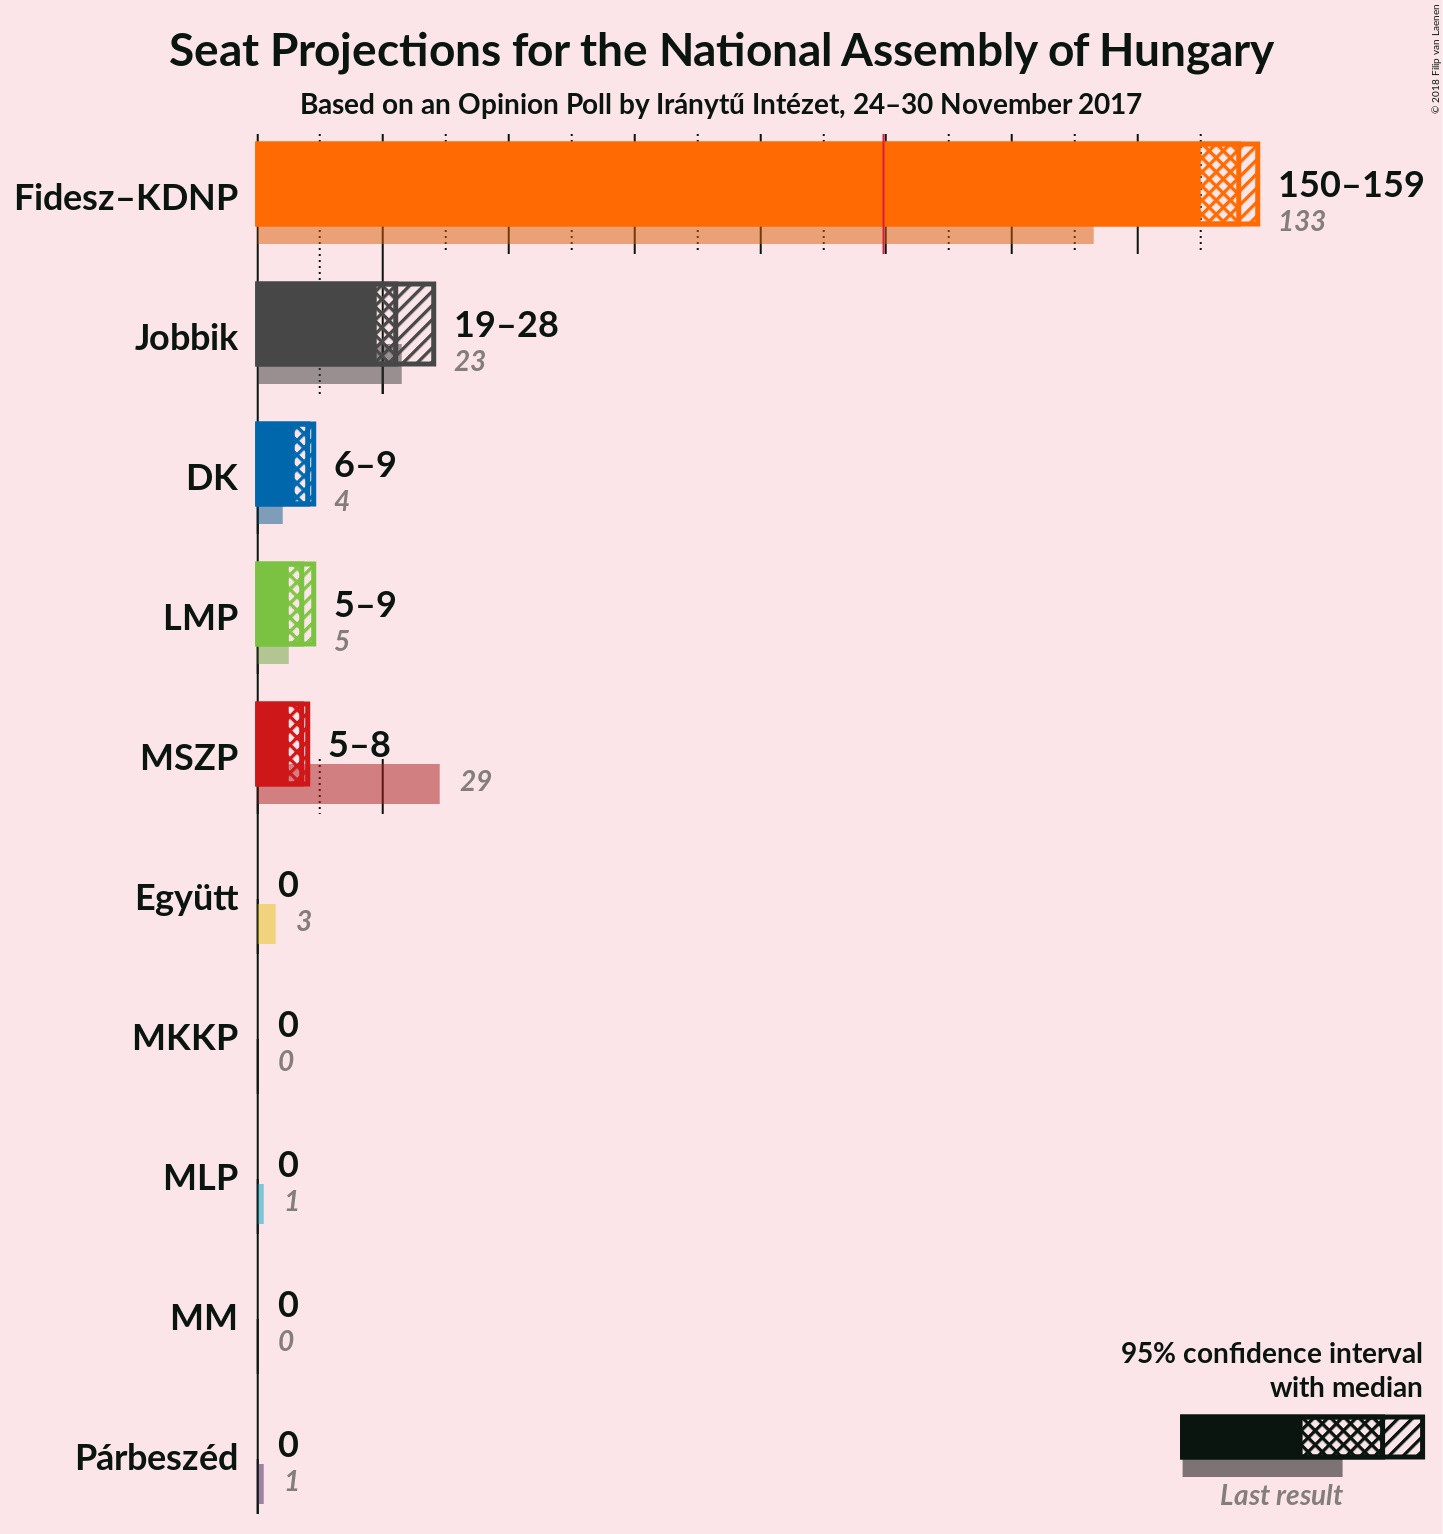 Seat Projections for the National Assembly of Hungary
Based on an Opinion Poll by Iránytű Intézet, 24–30 November 2017
© 2018 Filip van Laenen
Fidesz–KDNP
150–159
133
Jobbik
19–28
23
DK
6–9
4
LMP
5–9
5
MSZP
5–8
29
Együtt
0
3
MKKP
0
0
MLP
0
1
MM
0
0
Párbeszéd
0
1
95% confidence interval
with median
Last result